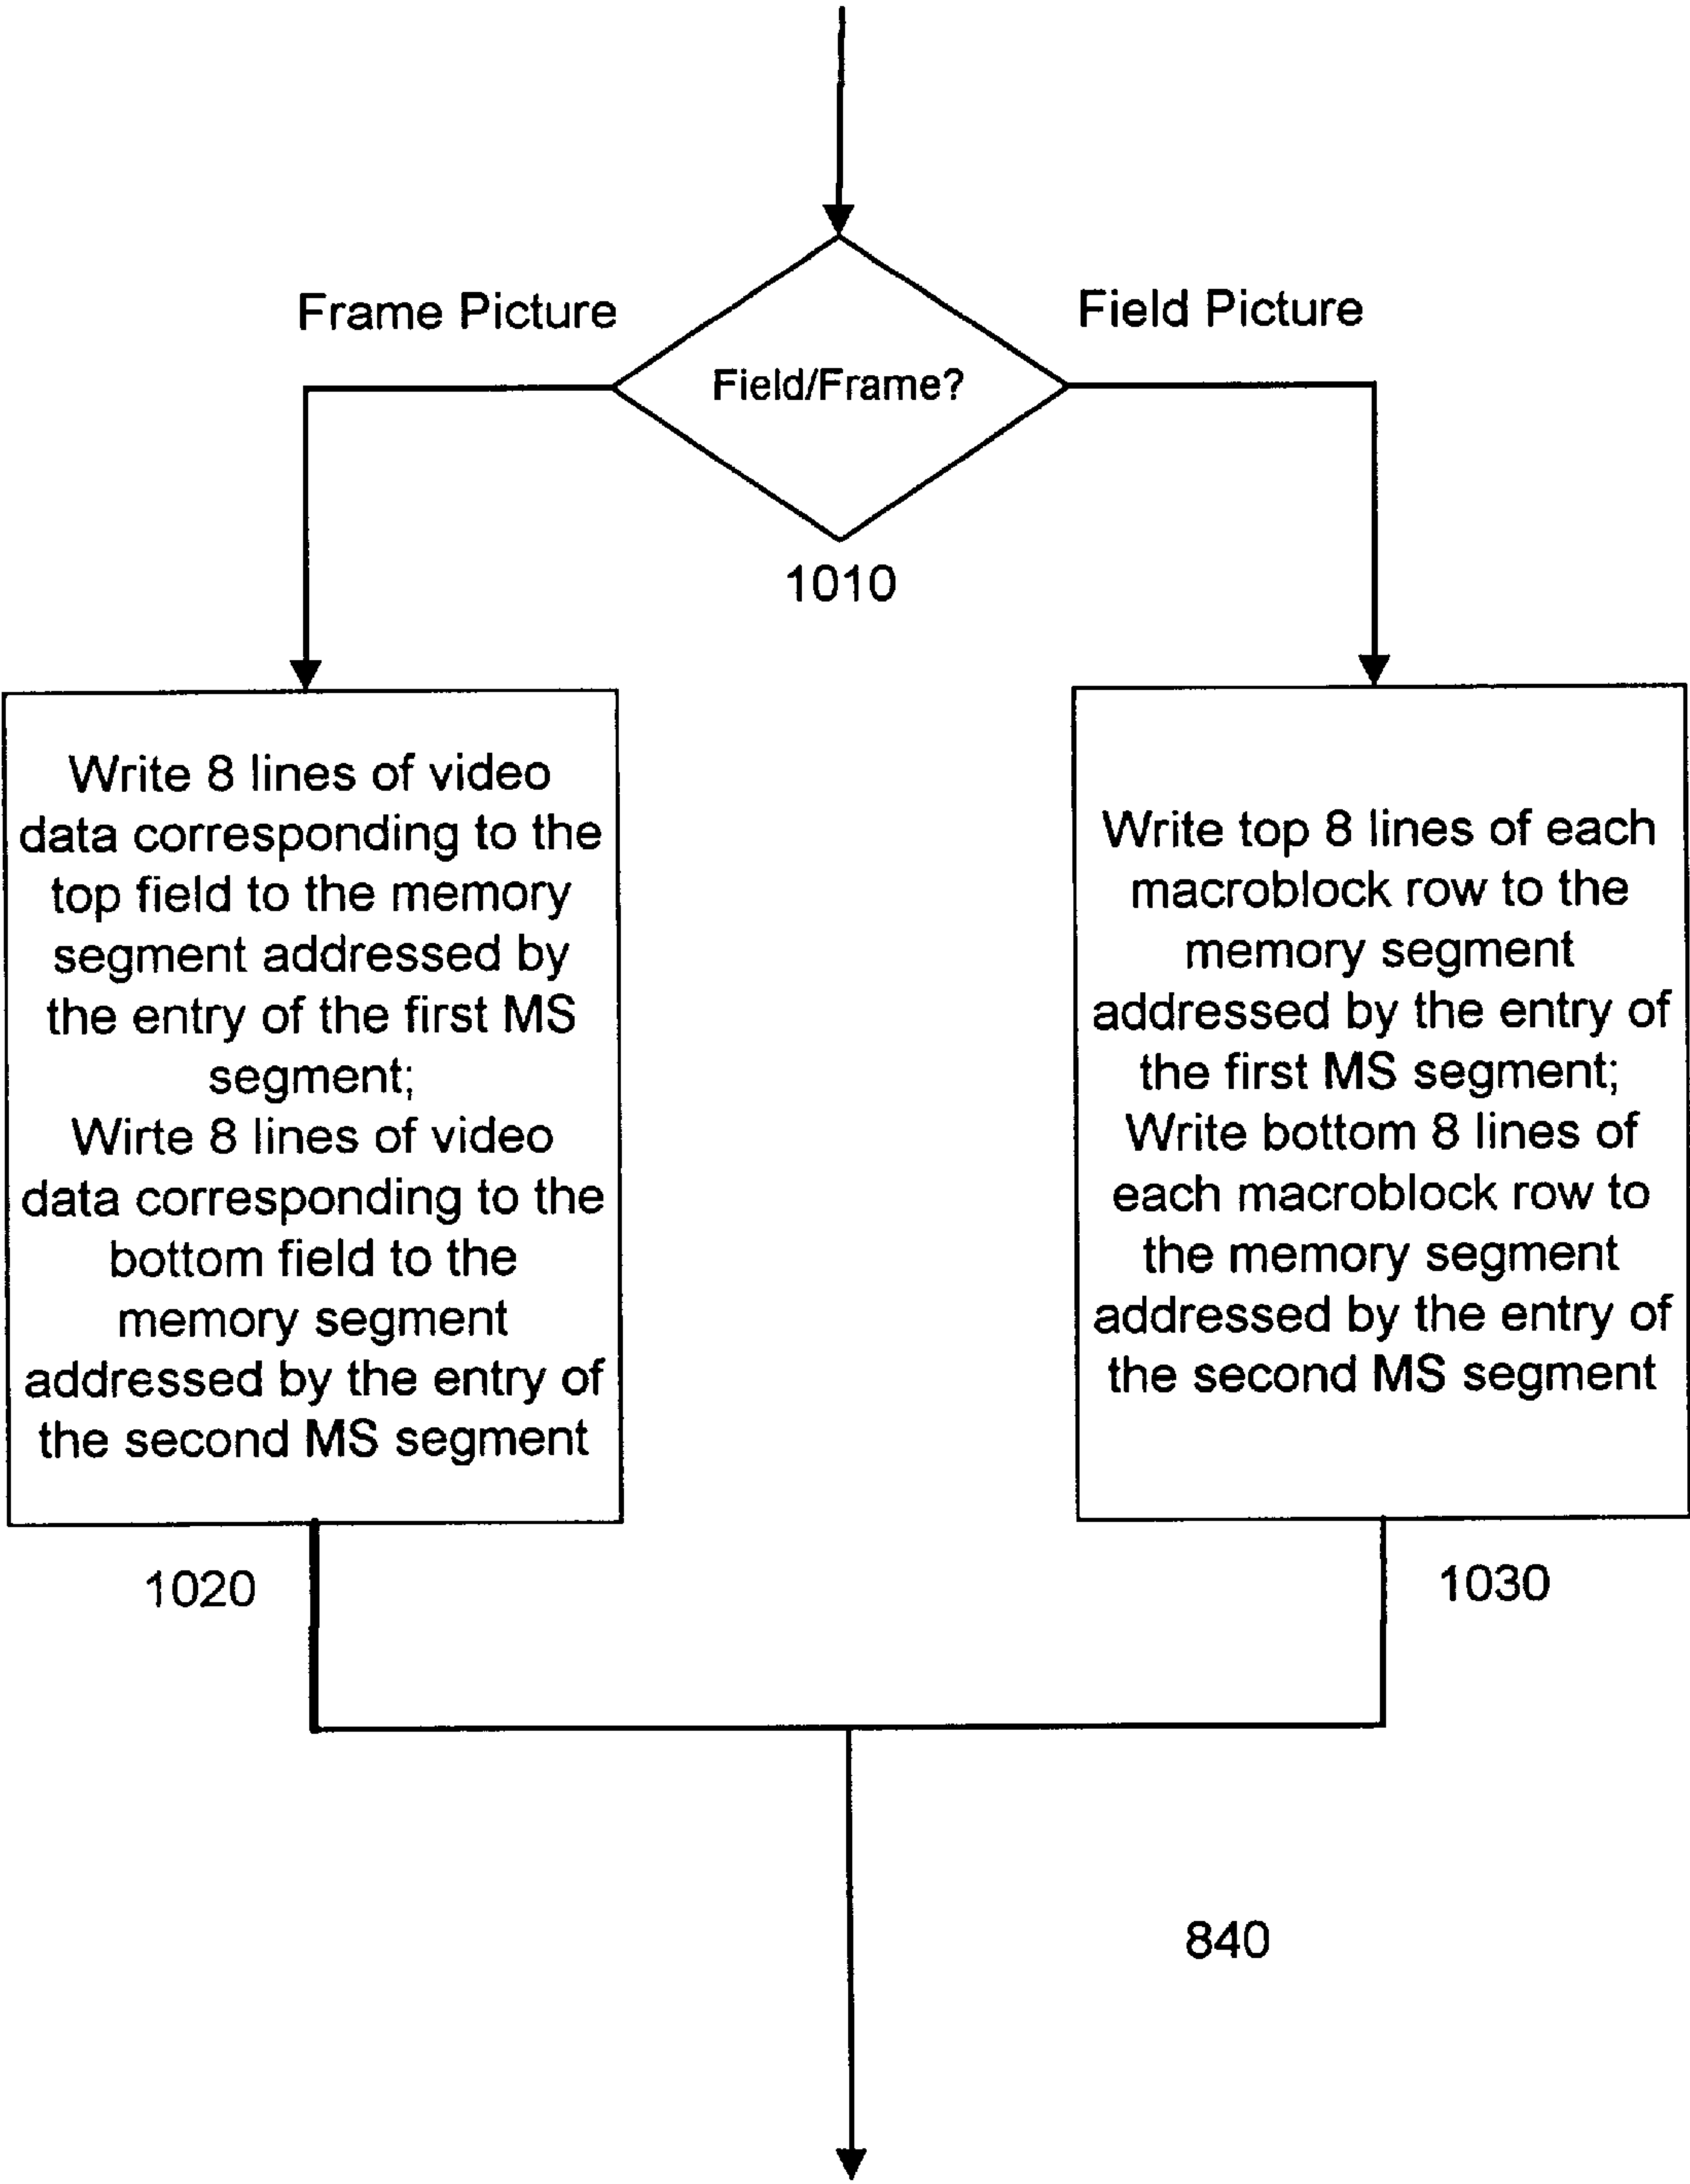 Frame Picture
Field Picture
Field/Frame?
1010
Write 8 lines of video
data corresponding to the
top field to the memory
segment addressed by
the entry of the first MS
segment;
Wirte 8 lines of video
data corresponding to the
bottom field to the
memory segment
addressed by the entry of
the second MS segment
1020
Write top 8 lines of each
macroblock row to the
memory segment
addressed by the entry of
the first MS segment;
Write bottom 8 lines of
each macroblock row to
the memory segment
addressed by the entry of
the second MS segment
1030
840